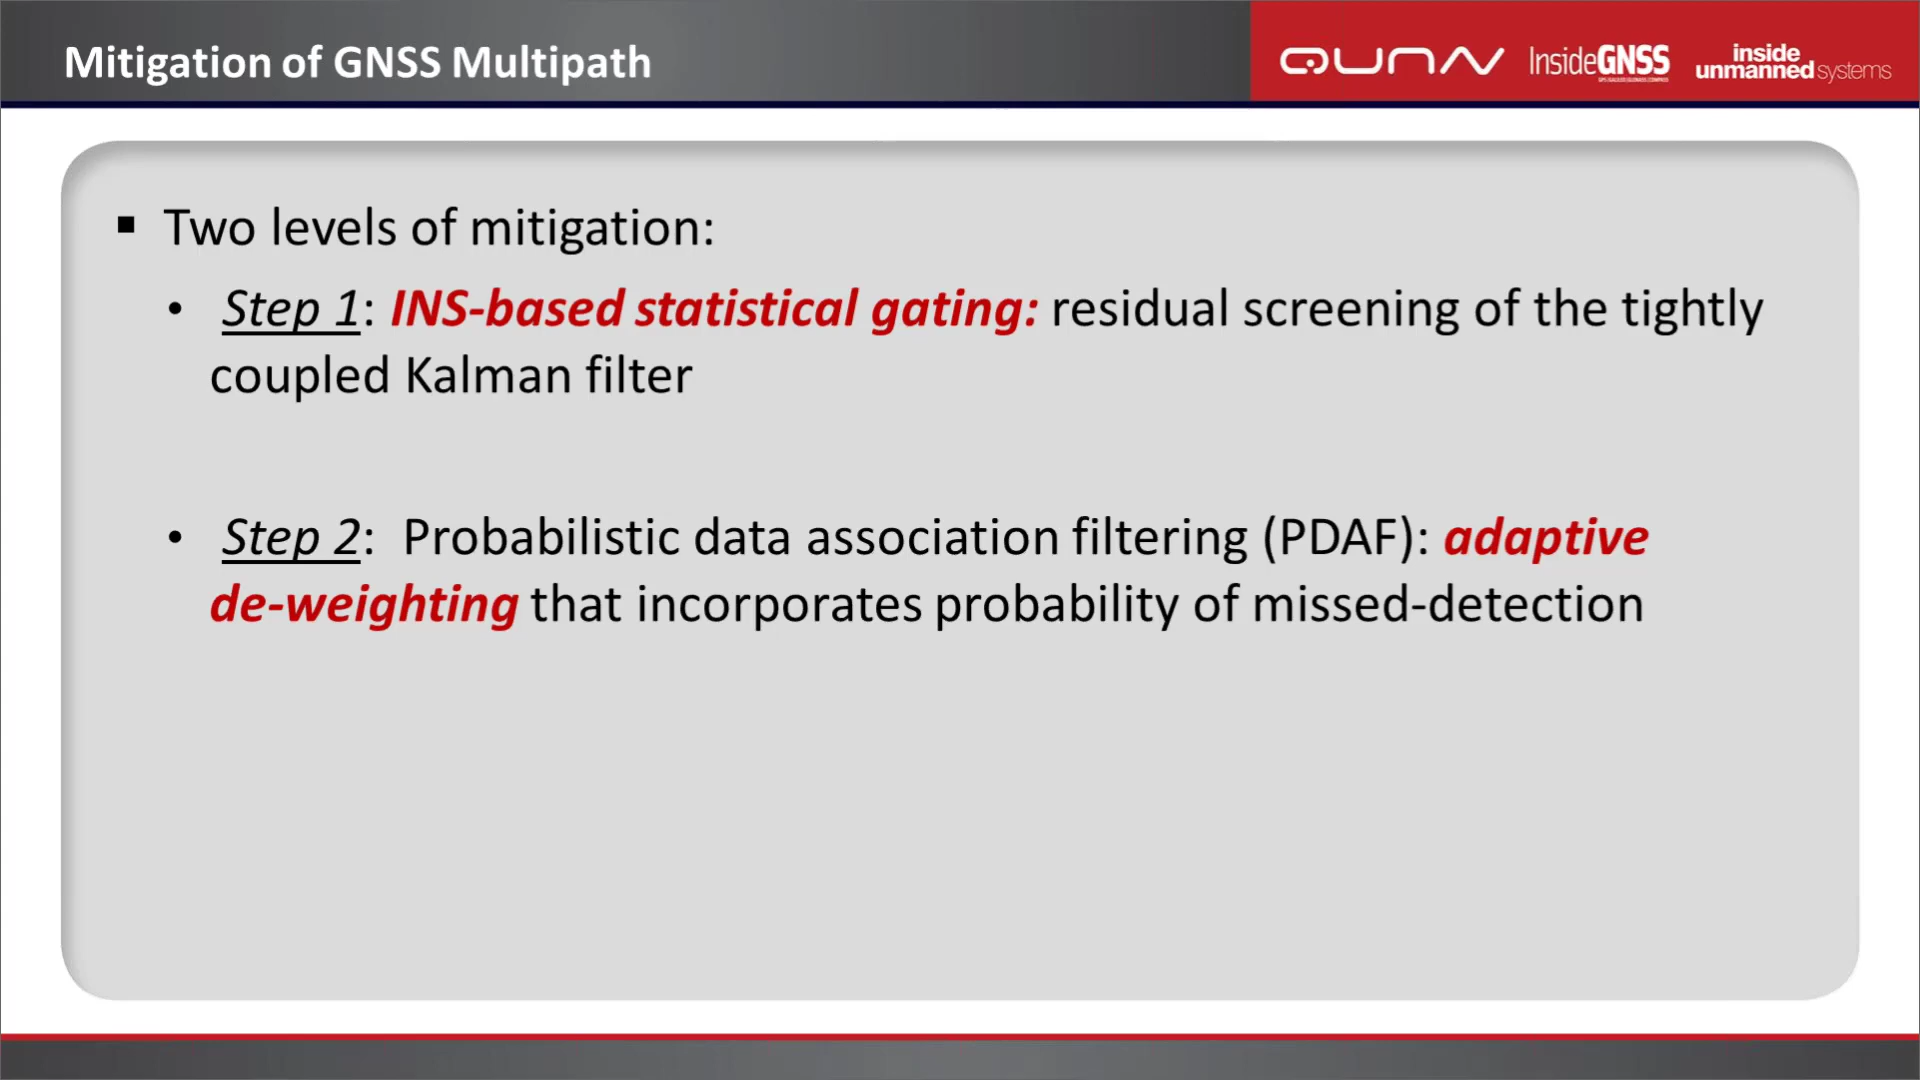 Mitigation of GNSS Multipath
QUNAV
InsideGNSS
inside
unmanned systems
▪ Two levels of mitigation:
• Step 1: INS-based statistical gating: residual screening of the tightly
coupled Kalman filter
• Step 2: Probabilistic data association filtering (PDAF): adaptive
de-weighting that incorporates probability of missed-detection